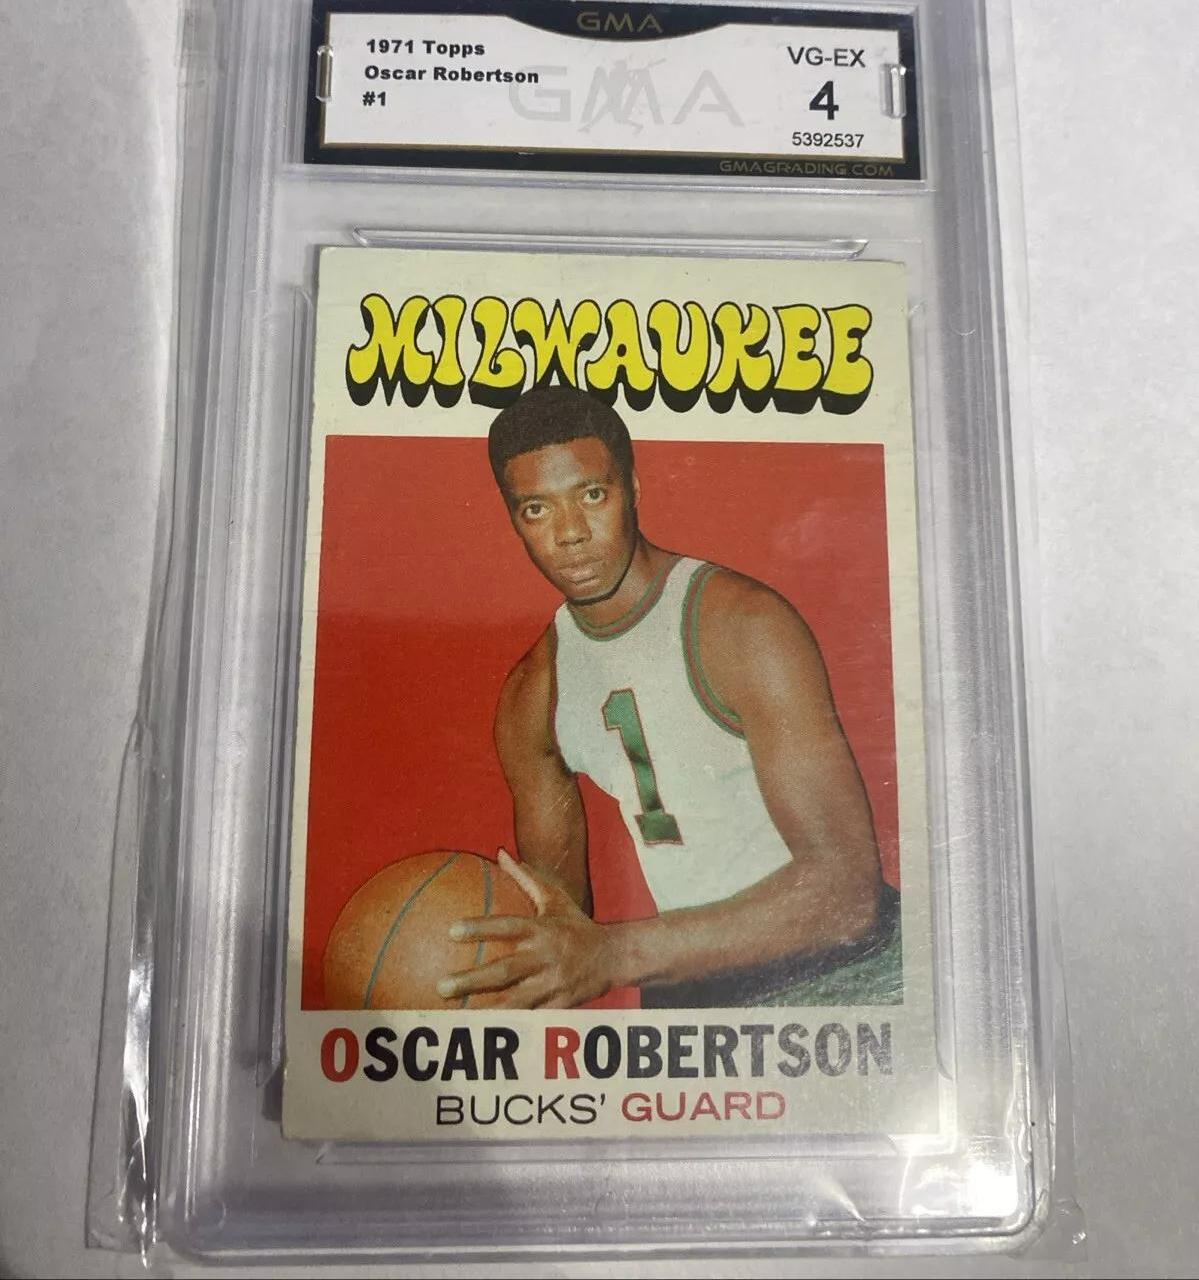 GMA
1971 Topps
Oscar Robertson
#1
GMA
VG-EX
4
5392537
GMAGRADING.COM
MILWAUKEE
1
OSCAR ROBERTSON
BUCKS' GUARD